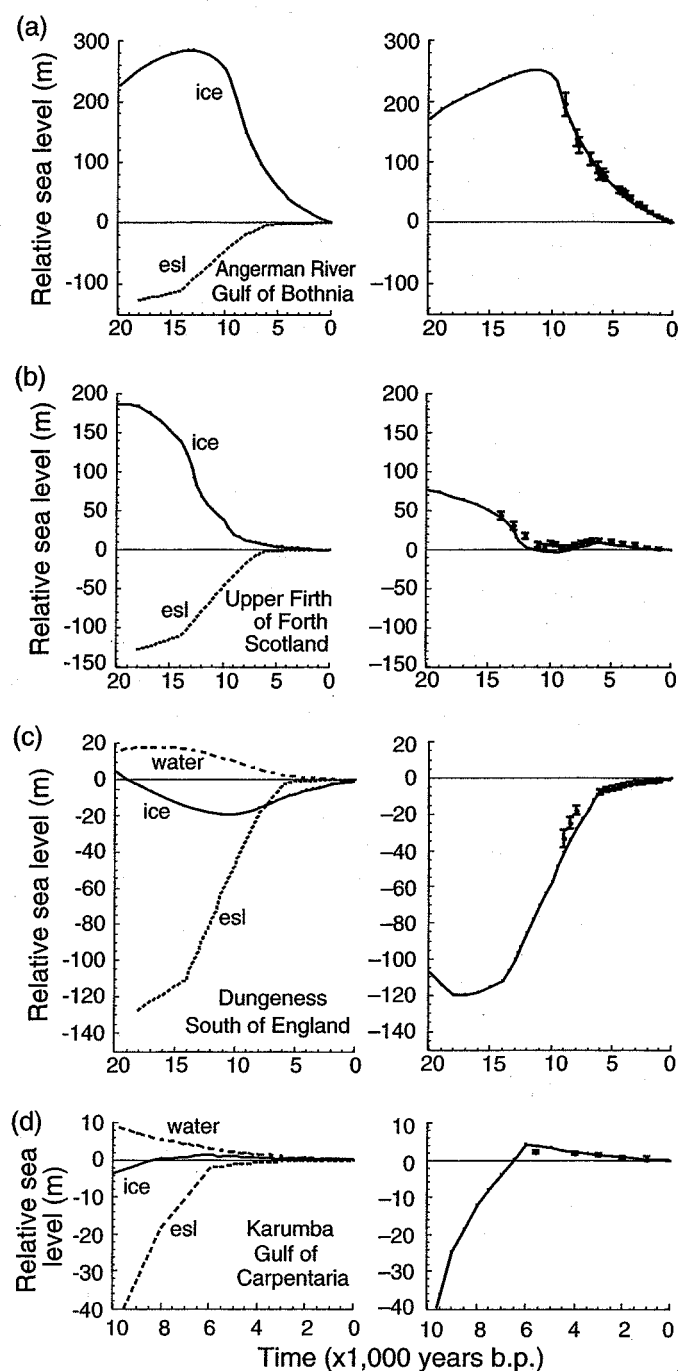 (a)
Relative sea level (m)
300
200
100
0
-100
20 15 10 5 0
ice
esl
Angerman River
Gulf of Bothnia
Relative sea level (m)
300
200
100
0
−100
20 15 10 5 0
(b)
Relative sea level (m)
200
150
100
50
0
-50
-100
-150
20 15 10 5 0
ice
esl
Upper Firth
of Forth
Scotland
200
150
100
50
0
−50
−100
−150
20 15 10 5 0
(c)
Relative sea level (m)
20
0
-20
-40
-60
-80
-100
-120
-140
20 15 10 5 0
water
ice
esl
Dungeness
South of England
20
0
−20
−40
−60
−80
−100
−120
−140
20 15 10 5 0
(d)
Relative sea
level (m)
10
0
-10
-20
-30
-40
10 8 6 4 2 0
water
ice
esl
Karumba
Gulf of
Carpentaria
10
0
−10
−20
−30
−40
10 8 6 4 2 0
Time (x1,000 years b.p.)